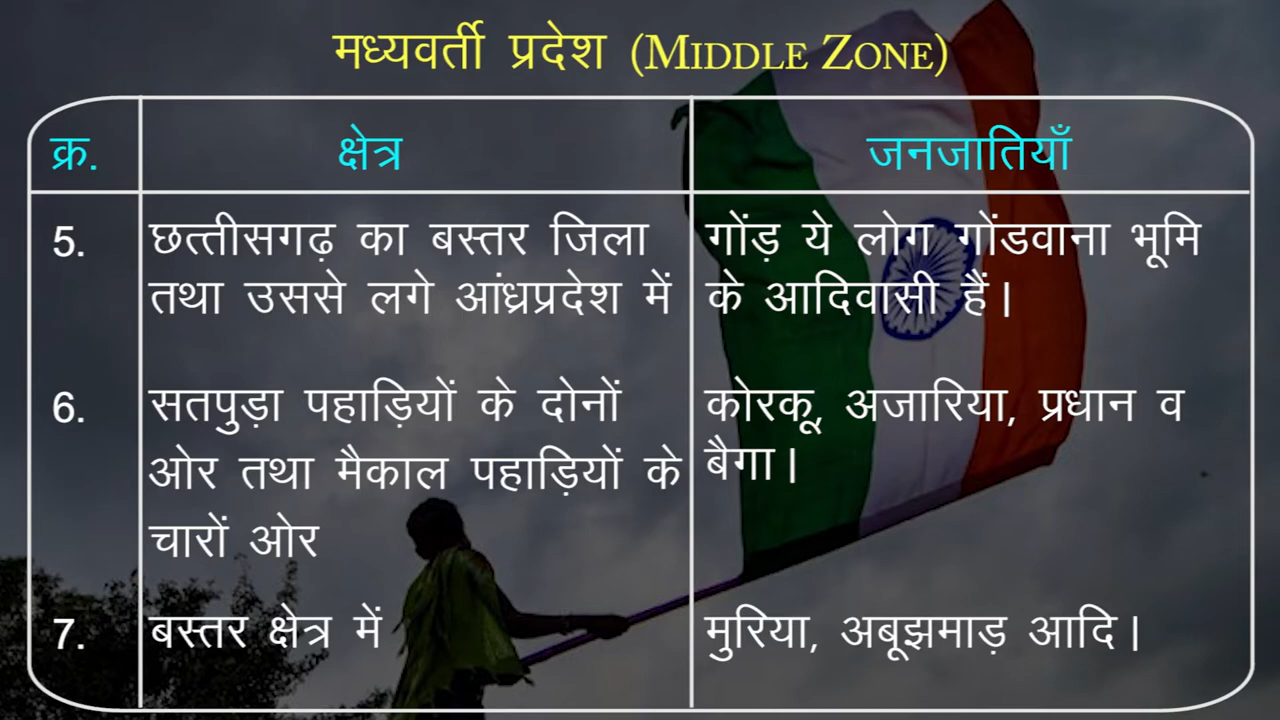 मध्यवर्ती प्रदेश (MIDDLE ZONE)
क्र. क्षेत्र जनजातियाँ
5. छत्तीसगढ़ का बस्तर जिला गोंड़ ये लोग गोंडवाना भूमि
तथा उससे लगे आंध्रप्रदेश में के आदिवासी हैं।
6. सतपुड़ा पहाड़ियों के दोनों कोरकू, अजारिया, प्रधान व
ओर तथा मैकाल पहाड़ियों के बैगा।
चारों ओर
7. बस्तर क्षेत्र में मुरिया, अबूझमाड़ आदि।